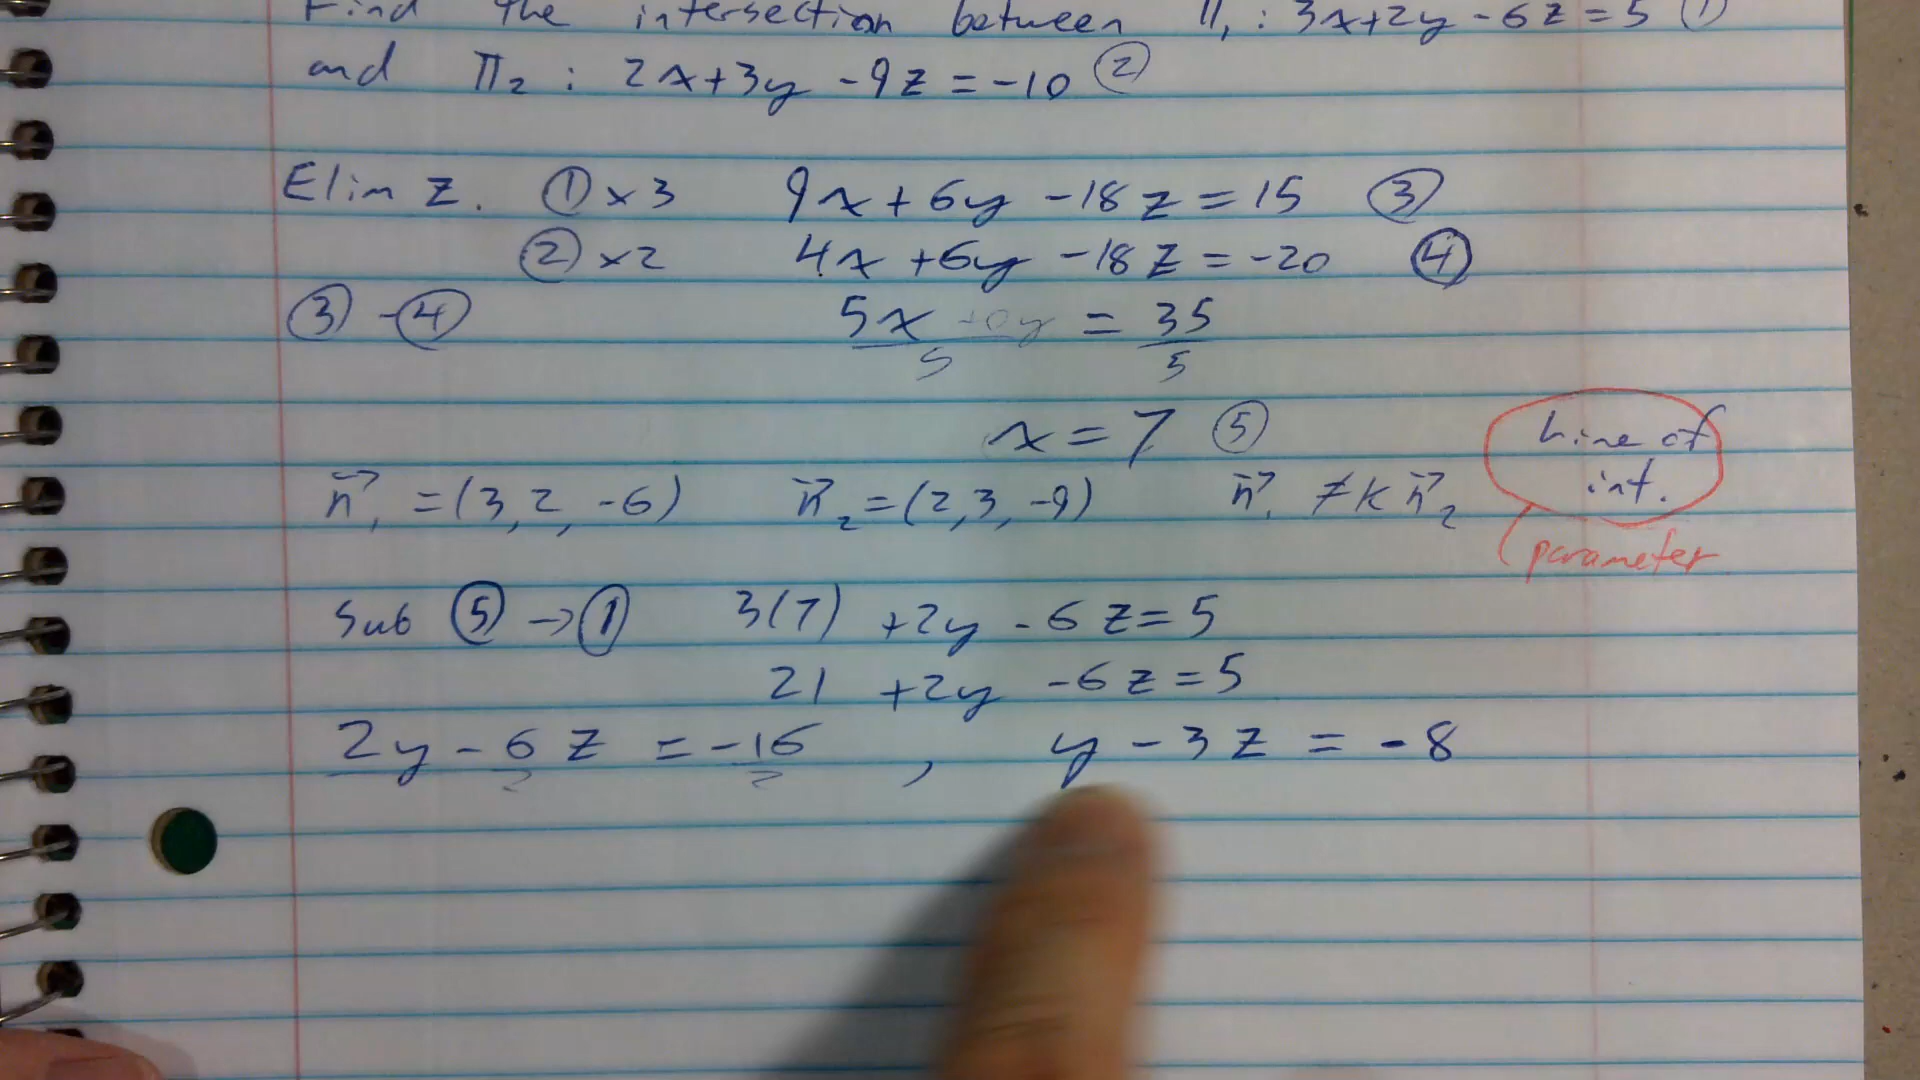 Find the intersection between π₁ : 3x+2y-6z=5 ①
and π₂ : 2x+3y-9z=-10 ②
Elim z. ①x3 9x+6y-18z=15 ③
②x2 4x+6y-18z=-20 ④
③-④ 5x+0y=35
5 5
x=7 ⑤
Line of
int.
n⃗₁=(3,2,-6) n⃗₂=(2,3,-9) n⃗₁≠kn⃗₂
parameter
Sub ⑤→① 3(7)+2y-6z=5
21+2y-6z=5
2y-6z=-16, y-3z=-8
2 2